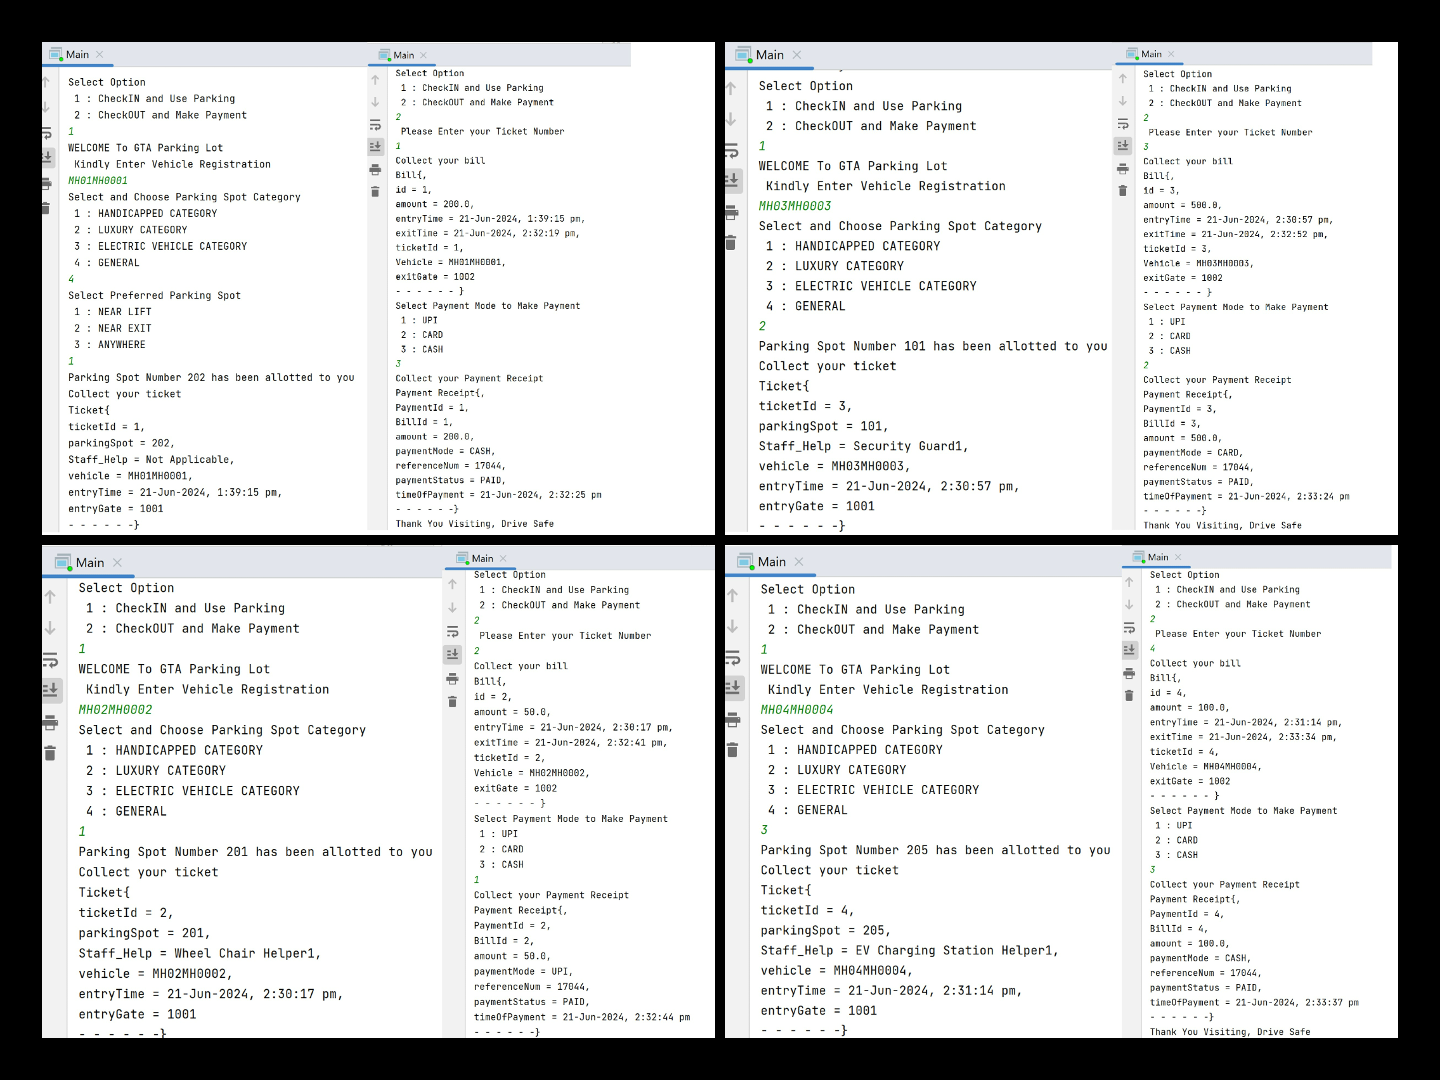 Main
Select Option
1 : CheckIN and Use Parking
2 : CheckOUT and Make Payment
1
WELCOME To GTA Parking Lot
Kindly Enter Vehicle Registration
MH01MH0001
Select and Choose Parking Spot Category
1 : HANDICAPPED CATEGORY
2 : LUXURY CATEGORY
3 : ELECTRIC VEHICLE CATEGORY
4 : GENERAL
4
Select Preferred Parking Spot
1 : NEAR LIFT
2 : NEAR EXIT
3 : ANYWHERE
1
Parking Spot Number 202 has been allotted to you
Collect your ticket
Ticket{
ticketId = 1,
parkingSpot = 202,
Staff_Help = Not Applicable,
vehicle = MH01MH0001,
entryTime = 21-Jun-2024, 1:39:15 pm,
entryGate = 1001
- - - - - -}
Main
Select Option
1 : CheckIN and Use Parking
2 : CheckOUT and Make Payment
2
Please Enter your Ticket Number
1
Collect your bill
Bill{,
id = 1,
amount = 200.0,
entryTime = 21-Jun-2024, 1:39:15 pm,
exitTime = 21-Jun-2024, 2:32:19 pm,
ticketId = 1,
Vehicle = MH01MH0001,
exitGate = 1002
- - - - - - }
Select Payment Mode to Make Payment
1 : UPI
2 : CARD
3 : CASH
3
Collect your Payment Receipt
Payment Receipt{,
PaymentId = 1,
BillId = 1,
amount = 200.0,
paymentMode = CASH,
referenceNum = 17044,
paymentStatus = PAID,
timeOfPayment = 21-Jun-2024, 2:32:25 pm
- - - - - -}
Thank You Visiting, Drive Safe
Main
Select Option
1 : CheckIN and Use Parking
2 : CheckOUT and Make Payment
1
WELCOME To GTA Parking Lot
Kindly Enter Vehicle Registration
MH03MH0003
Select and Choose Parking Spot Category
1 : HANDICAPPED CATEGORY
2 : LUXURY CATEGORY
3 : ELECTRIC VEHICLE CATEGORY
4 : GENERAL
2
Parking Spot Number 101 has been allotted to you
Collect your ticket
Ticket{
ticketId = 3,
parkingSpot = 101,
Staff_Help = Security Guard1,
vehicle = MH03MH0003,
entryTime = 21-Jun-2024, 2:30:57 pm,
entryGate = 1001
- - - - - -}
Main
Select Option
1 : CheckIN and Use Parking
2 : CheckOUT and Make Payment
2
Please Enter your Ticket Number
3
Collect your bill
Bill{,
id = 3,
amount = 500.0,
entryTime = 21-Jun-2024, 2:30:57 pm,
exitTime = 21-Jun-2024, 2:32:52 pm,
ticketId = 3,
Vehicle = MH03MH0003,
exitGate = 1002
- - - - - - }
Select Payment Mode to Make Payment
1 : UPI
2 : CARD
3 : CASH
2
Collect your Payment Receipt
Payment Receipt{,
PaymentId = 3,
BillId = 3,
amount = 500.0,
paymentMode = CARD,
referenceNum = 17044,
paymentStatus = PAID,
timeOfPayment = 21-Jun-2024, 2:33:24 pm
- - - - - -}
Thank You Visiting, Drive Safe
Main
Select Option
1 : CheckIN and Use Parking
2 : CheckOUT and Make Payment
1
WELCOME To GTA Parking Lot
Kindly Enter Vehicle Registration
MH02MH0002
Select and Choose Parking Spot Category
1 : HANDICAPPED CATEGORY
2 : LUXURY CATEGORY
3 : ELECTRIC VEHICLE CATEGORY
4 : GENERAL
1
Parking Spot Number 201 has been allotted to you
Collect your ticket
Ticket{
ticketId = 2,
parkingSpot = 201,
Staff_Help = Wheel Chair Helper1,
vehicle = MH02MH0002,
entryTime = 21-Jun-2024, 2:30:17 pm,
entryGate = 1001
- - - - - -}
Main
Select Option
1 : CheckIN and Use Parking
2 : CheckOUT and Make Payment
2
Please Enter your Ticket Number
2
Collect your bill
Bill{,
id = 2,
amount = 50.0,
entryTime = 21-Jun-2024, 2:30:17 pm,
exitTime = 21-Jun-2024, 2:32:41 pm,
ticketId = 2,
Vehicle = MH02MH0002,
exitGate = 1002
- - - - - - }
Select Payment Mode to Make Payment
1 : UPI
2 : CARD
3 : CASH
1
Collect your Payment Receipt
Payment Receipt{,
PaymentId = 2,
BillId = 2,
amount = 50.0,
paymentMode = UPI,
referenceNum = 17044,
paymentStatus = PAID,
timeOfPayment = 21-Jun-2024, 2:32:44 pm
- - - - - -}
Main
Select Option
1 : CheckIN and Use Parking
2 : CheckOUT and Make Payment
1
WELCOME To GTA Parking Lot
Kindly Enter Vehicle Registration
MH04MH0004
Select and Choose Parking Spot Category
1 : HANDICAPPED CATEGORY
2 : LUXURY CATEGORY
3 : ELECTRIC VEHICLE CATEGORY
4 : GENERAL
3
Parking Spot Number 205 has been allotted to you
Collect your ticket
Ticket{
ticketId = 4,
parkingSpot = 205,
Staff_Help = EV Charging Station Helper1,
vehicle = MH04MH0004,
entryTime = 21-Jun-2024, 2:31:14 pm,
entryGate = 1001
- - - - - -}
Main
Select Option
1 : CheckIN and Use Parking
2 : CheckOUT and Make Payment
2
Please Enter your Ticket Number
4
Collect your bill
Bill{,
id = 4,
amount = 100.0,
entryTime = 21-Jun-2024, 2:31:14 pm,
exitTime = 21-Jun-2024, 2:33:34 pm,
ticketId = 4,
Vehicle = MH04MH0004,
exitGate = 1002
- - - - - - }
Select Payment Mode to Make Payment
1 : UPI
2 : CARD
3 : CASH
3
Collect your Payment Receipt
Payment Receipt{,
PaymentId = 4,
BillId = 4,
amount = 100.0,
paymentMode = CASH,
referenceNum = 17044,
paymentStatus = PAID,
timeOfPayment = 21-Jun-2024, 2:33:37 pm
- - - - - -}
Thank You Visiting, Drive Safe